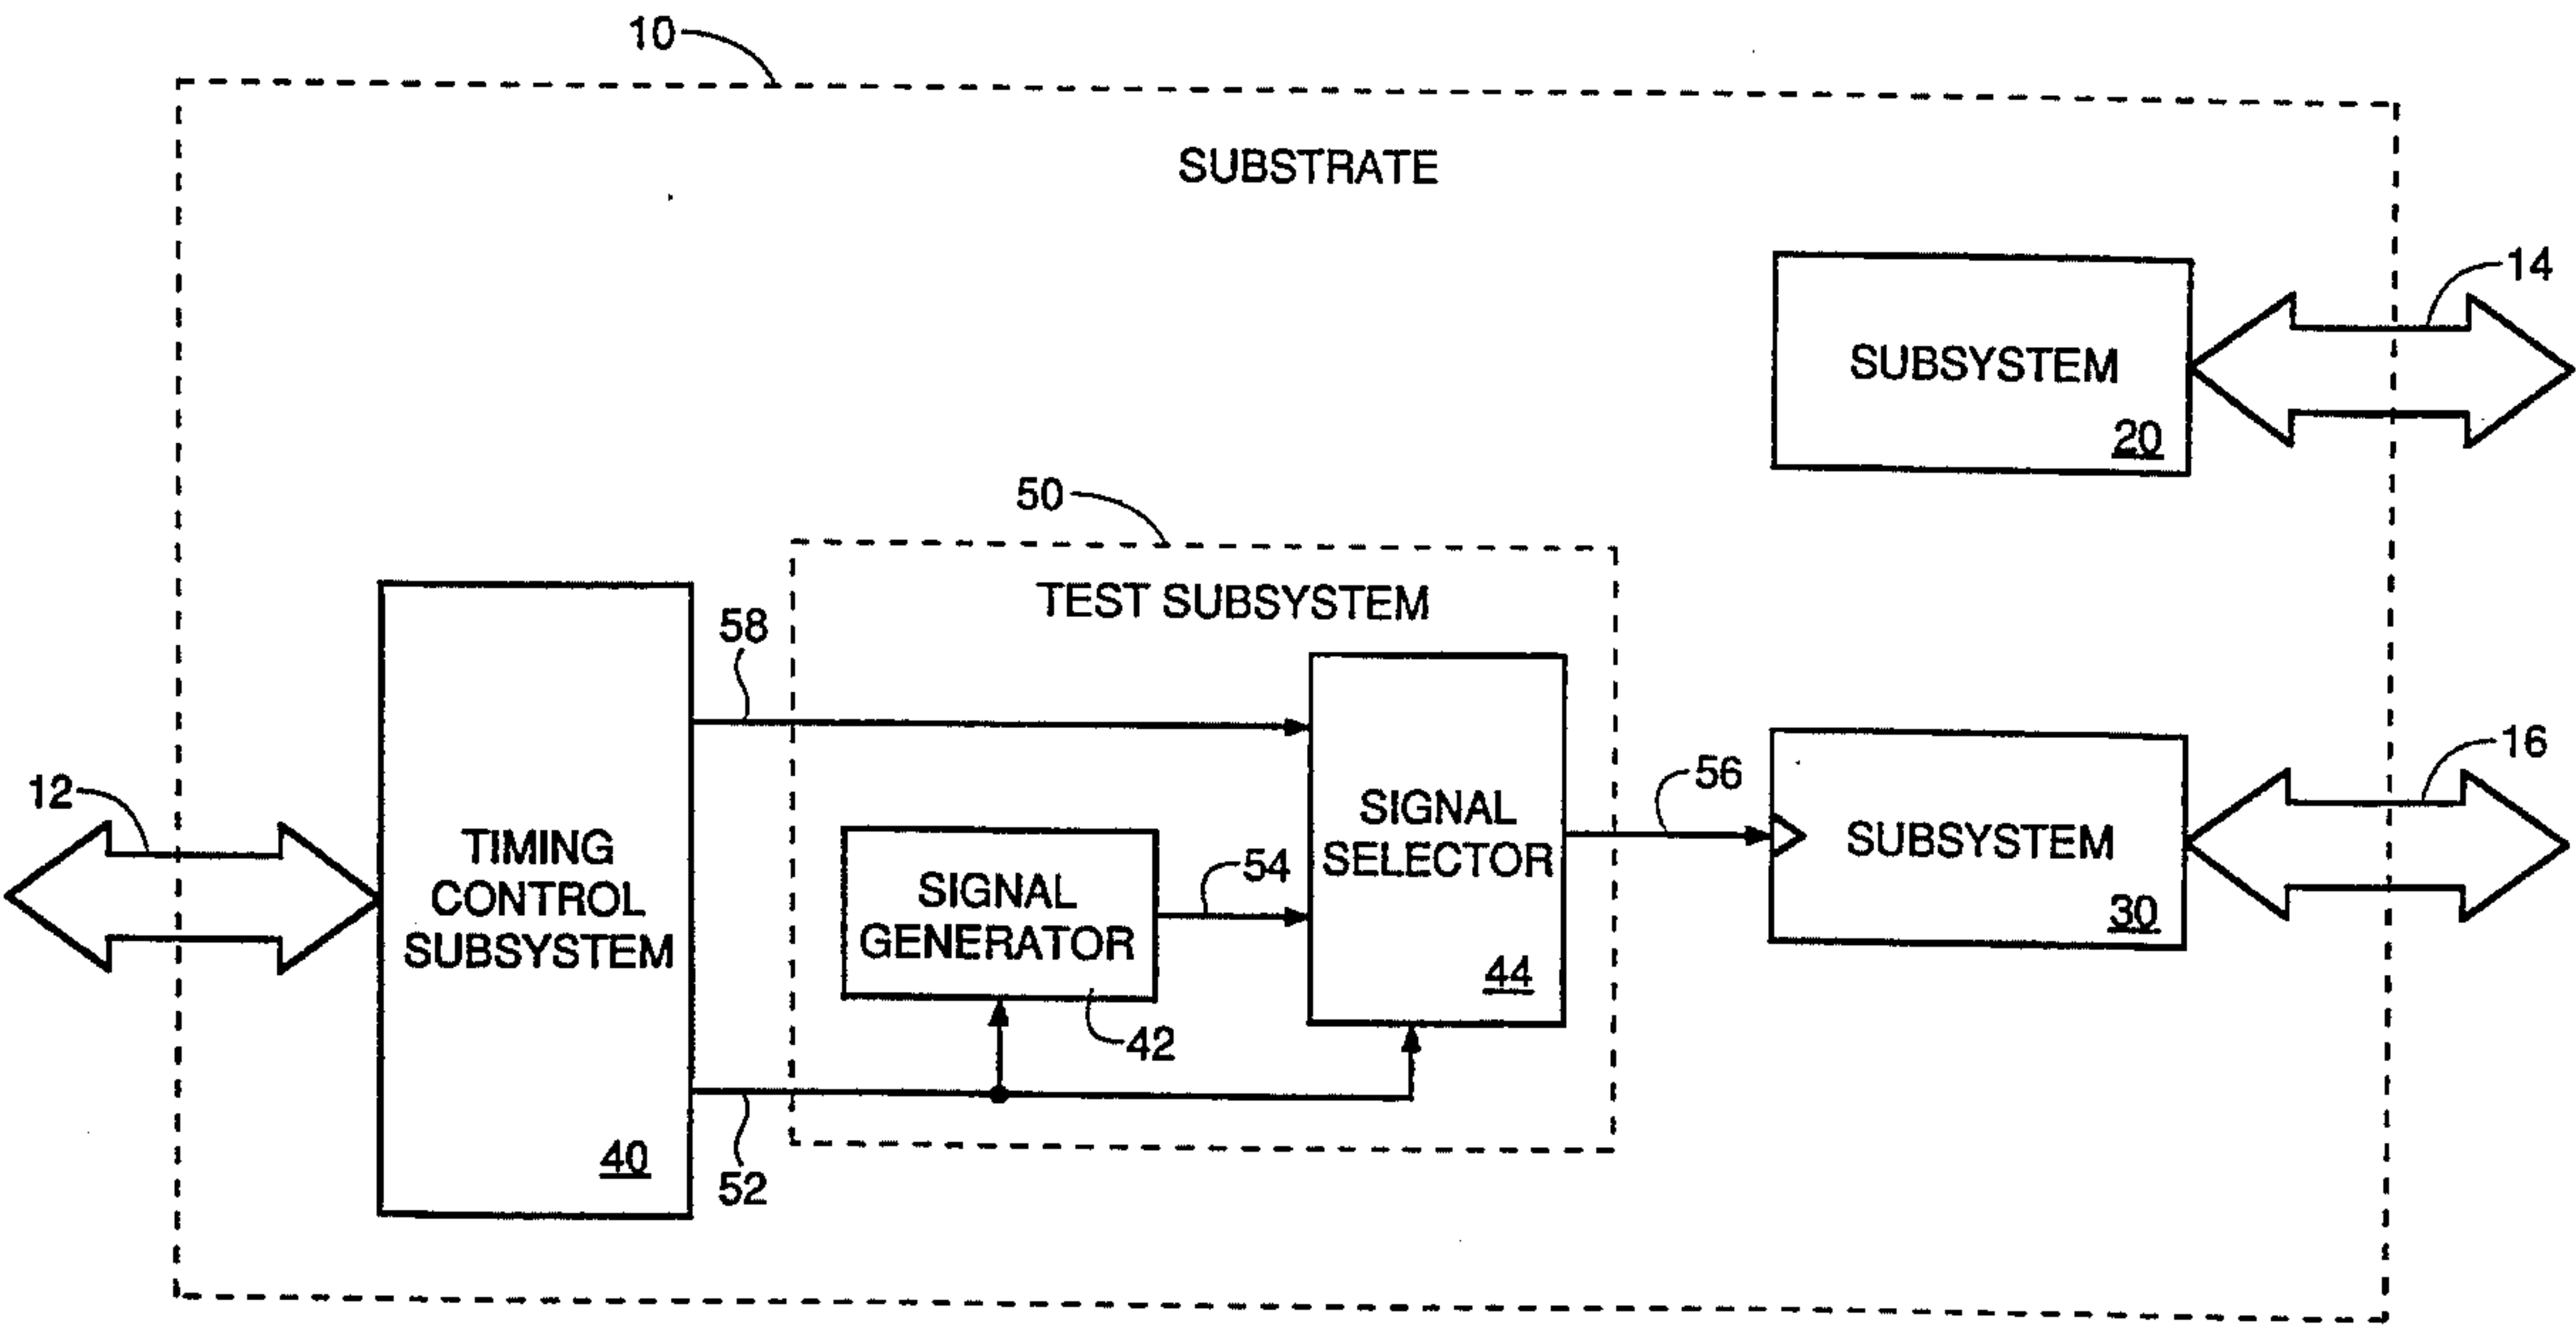 10
SUBSTRATE
14
SUBSYSTEM
20
50
TEST SUBSYSTEM
58
16
56
12
SIGNAL
SELECTOR
SUBSYSTEM
TIMING
CONTROL
SUBSYSTEM
54
SIGNAL
GENERATOR
30
44
42
40
52